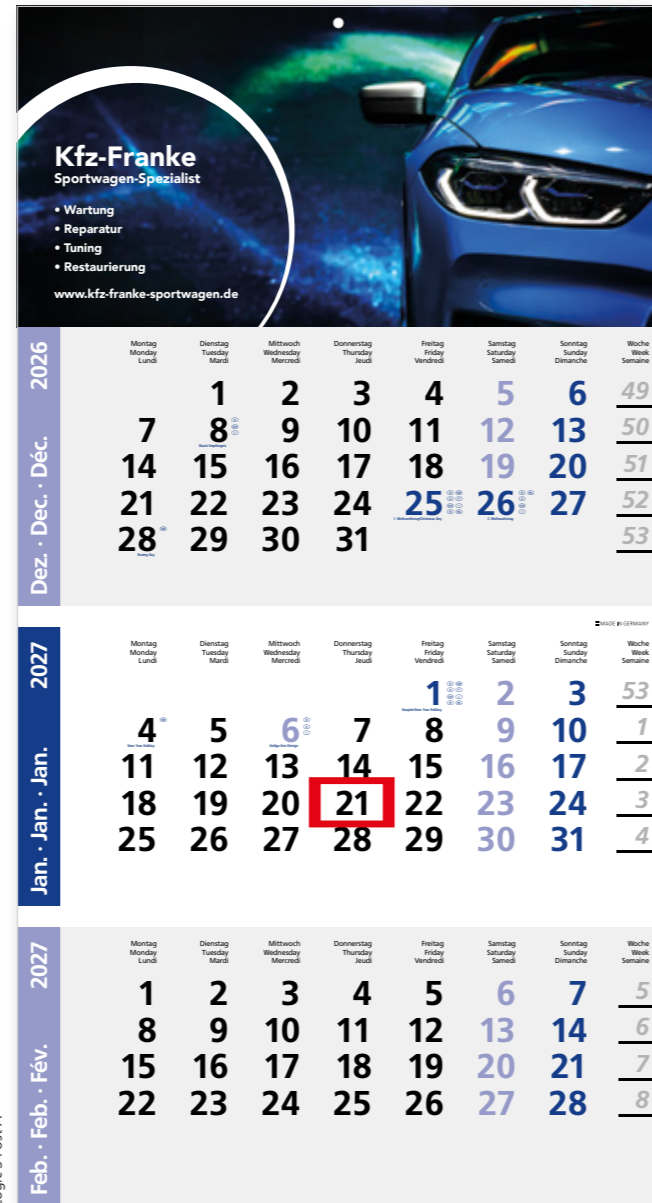 Kfz-Franke
Sportwagen-Spezialist
• Wartung
• Reparatur
• Tuning
• Restaurierung
www.kfz-franke-sportwagen.de
Dez. · Dec. · Déc. 2026
Montag Dienstag Mittwoch Donnerstag Freitag Samstag Sonntag Woche
Monday Tuesday Wednesday Thursday Friday Saturday Sunday Week
Lundi Mardi Mercredi Jeudi Vendredi Samedi Dimanche Semaine
1 2 3 4 5 6 49
7 8 9 10 11 12 13 50
14 15 16 17 18 19 20 51
21 22 23 24 25 26 27 52
28 29 30 31 53
MADE IN GERMANY
Jan. · Jan. · Jan. 2027
Montag Dienstag Mittwoch Donnerstag Freitag Samstag Sonntag Woche
Monday Tuesday Wednesday Thursday Friday Saturday Sunday Week
Lundi Mardi Mercredi Jeudi Vendredi Samedi Dimanche Semaine
1 2 3 53
4 5 6 7 8 9 10 1
11 12 13 14 15 16 17 2
18 19 20 21 22 23 24 3
25 26 27 28 29 30 31 4
Feb. · Feb. · Fév. 2027
Montag Dienstag Mittwoch Donnerstag Freitag Samstag Sonntag Woche
Monday Tuesday Wednesday Thursday Friday Saturday Sunday Week
Lundi Mardi Mercredi Jeudi Vendredi Samedi Dimanche Semaine
1 2 3 4 5 6 7 5
8 9 10 11 12 13 14 6
15 16 17 18 19 20 21 7
22 23 24 25 26 27 28 8